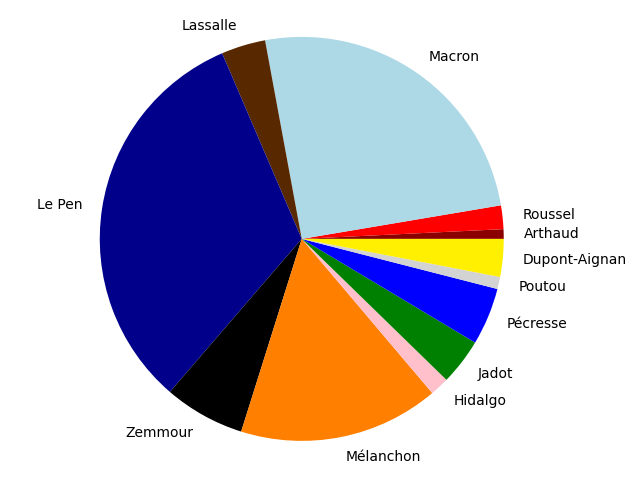 Lassalle
Macron
Le Pen
Roussel
Arthaud
Dupont-Aignan
Poutou
Pécresse
Jadot
Hidalgo
Zemmour
Mélanchon